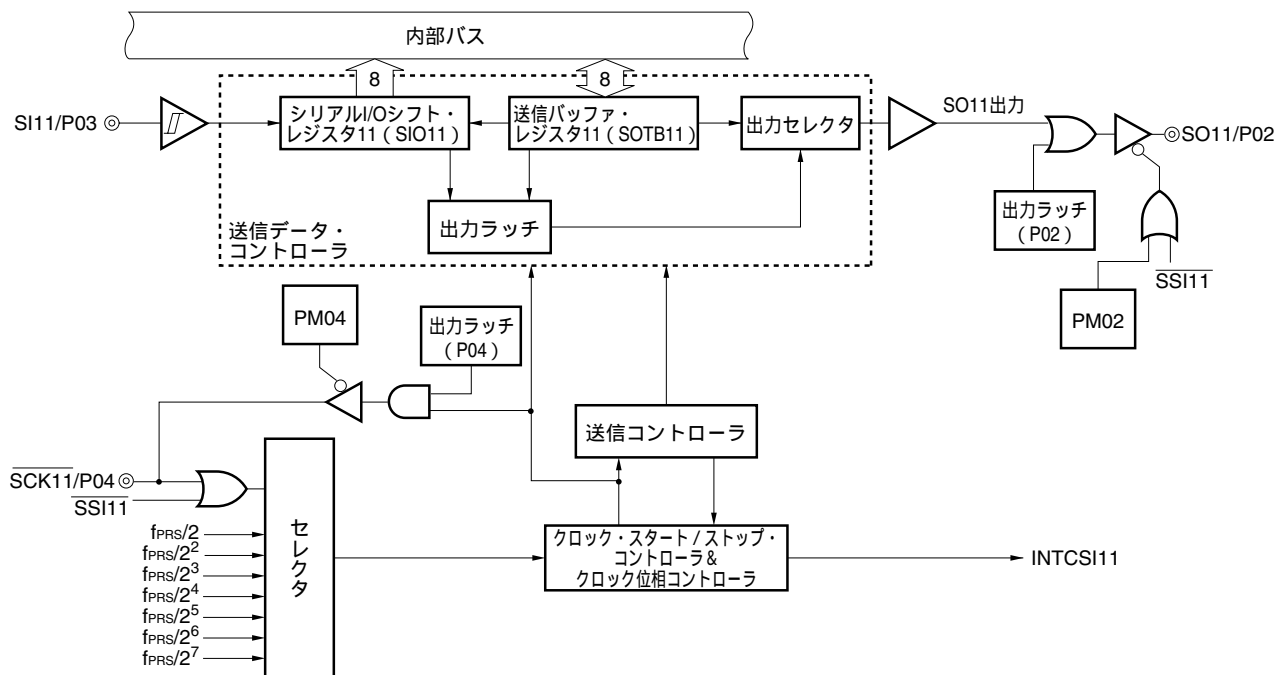 内部バス
8
8
SI11/P03
シリアルI/Oシフト・
レジスタ11（SIO11）
送信バッファ・
レジスタ11（SOTB11）
出力セレクタ
SO11出力
SO11/P02
出力ラッチ
送信データ・
コントローラ
出力ラッチ
（P02）
SSI11
PM02
PM04
出力ラッチ
（P04）
送信コントローラ
SCK11/P04
SSI11
セレクタ
fPRS/2
fPRS/2²
fPRS/2³
fPRS/2⁴
fPRS/2⁵
fPRS/2⁶
fPRS/2⁷
クロック・スタート/ストップ・
コントローラ＆
クロック位相コントローラ
INTCSI11